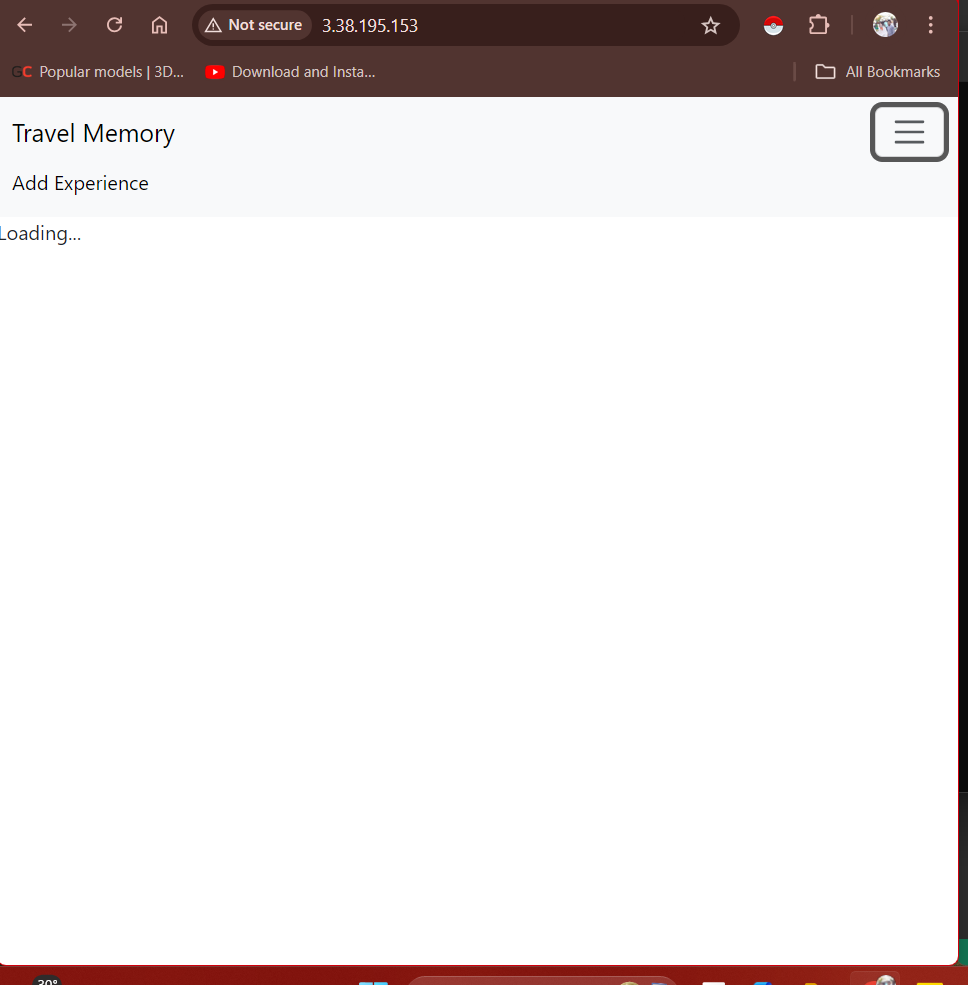 Not secure 3.38.195.153
GC Popular models | 3D... Download and Insta... All Bookmarks
Travel Memory
Add Experience
Loading...
30°